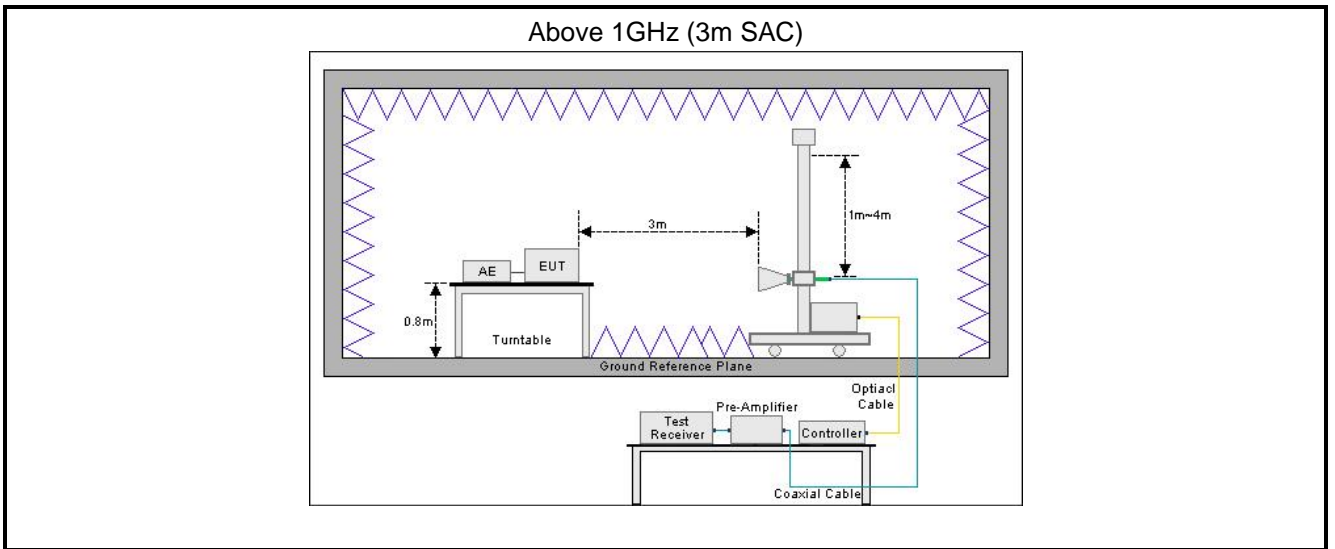 Above 1GHz (3m SAC)
1m~4m
3m
AE
EUT
0.8m
Turntable
Ground Reference Plane
Optiacl
Cable
Pre-Amplifier
Test
Receiver
Controller
Coaxial Cable